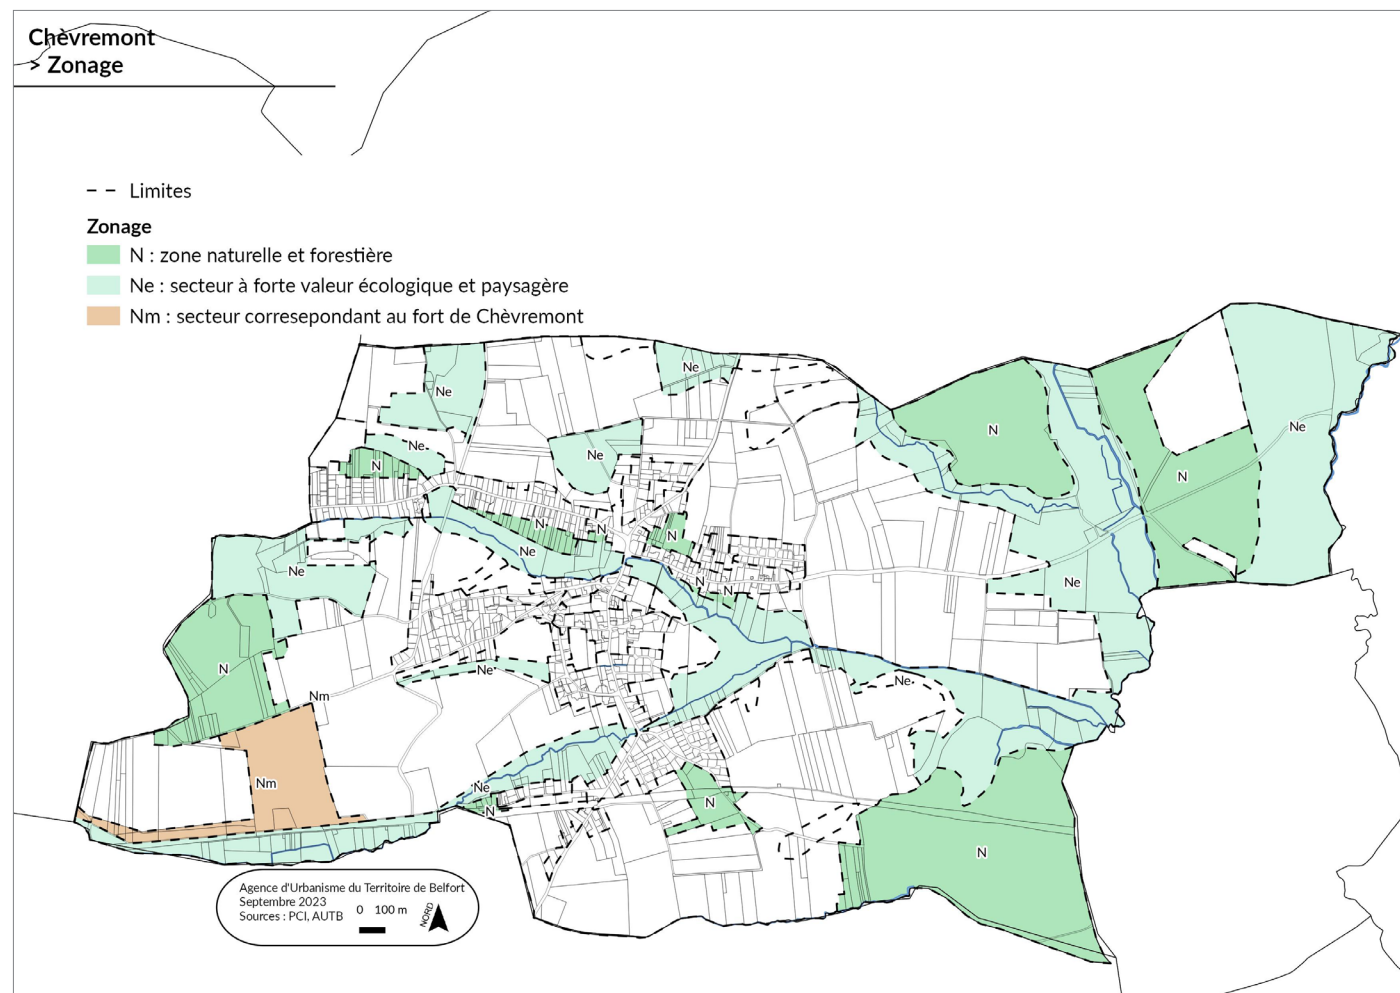 Chèvremont
> Zonage
Limites
Zonage
N : zone naturelle et forestière
Ne : secteur à forte valeur écologique et paysagère
Nm : secteur corresepondant au fort de Chèvremont
Ne
Ne
Ne
N
N
Ne
Ne
Ne
N
N
N
N
Ne
Ne
N
Ne
N
N
Ne
Ne
Nm
Nm
Ne
N
N
N
Agence d'Urbanisme du Territoire de Belfort
Septembre 2023
Sources : PCI, AUTB
0 100 m
NORD